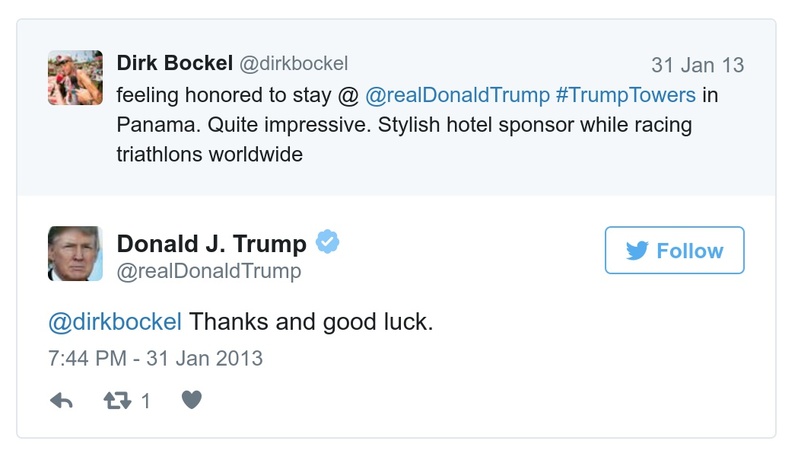 Dirk Bockel @dirkbockel 31 Jan 13
feeling honored to stay @ @realDonaldTrump #TrumpTowers in
Panama. Quite impressive. Stylish hotel sponsor while racing
triathlons worldwide
Donald J. Trump
@realDonaldTrump
Follow
@dirkbockel Thanks and good luck.
7:44 PM - 31 Jan 2013
1